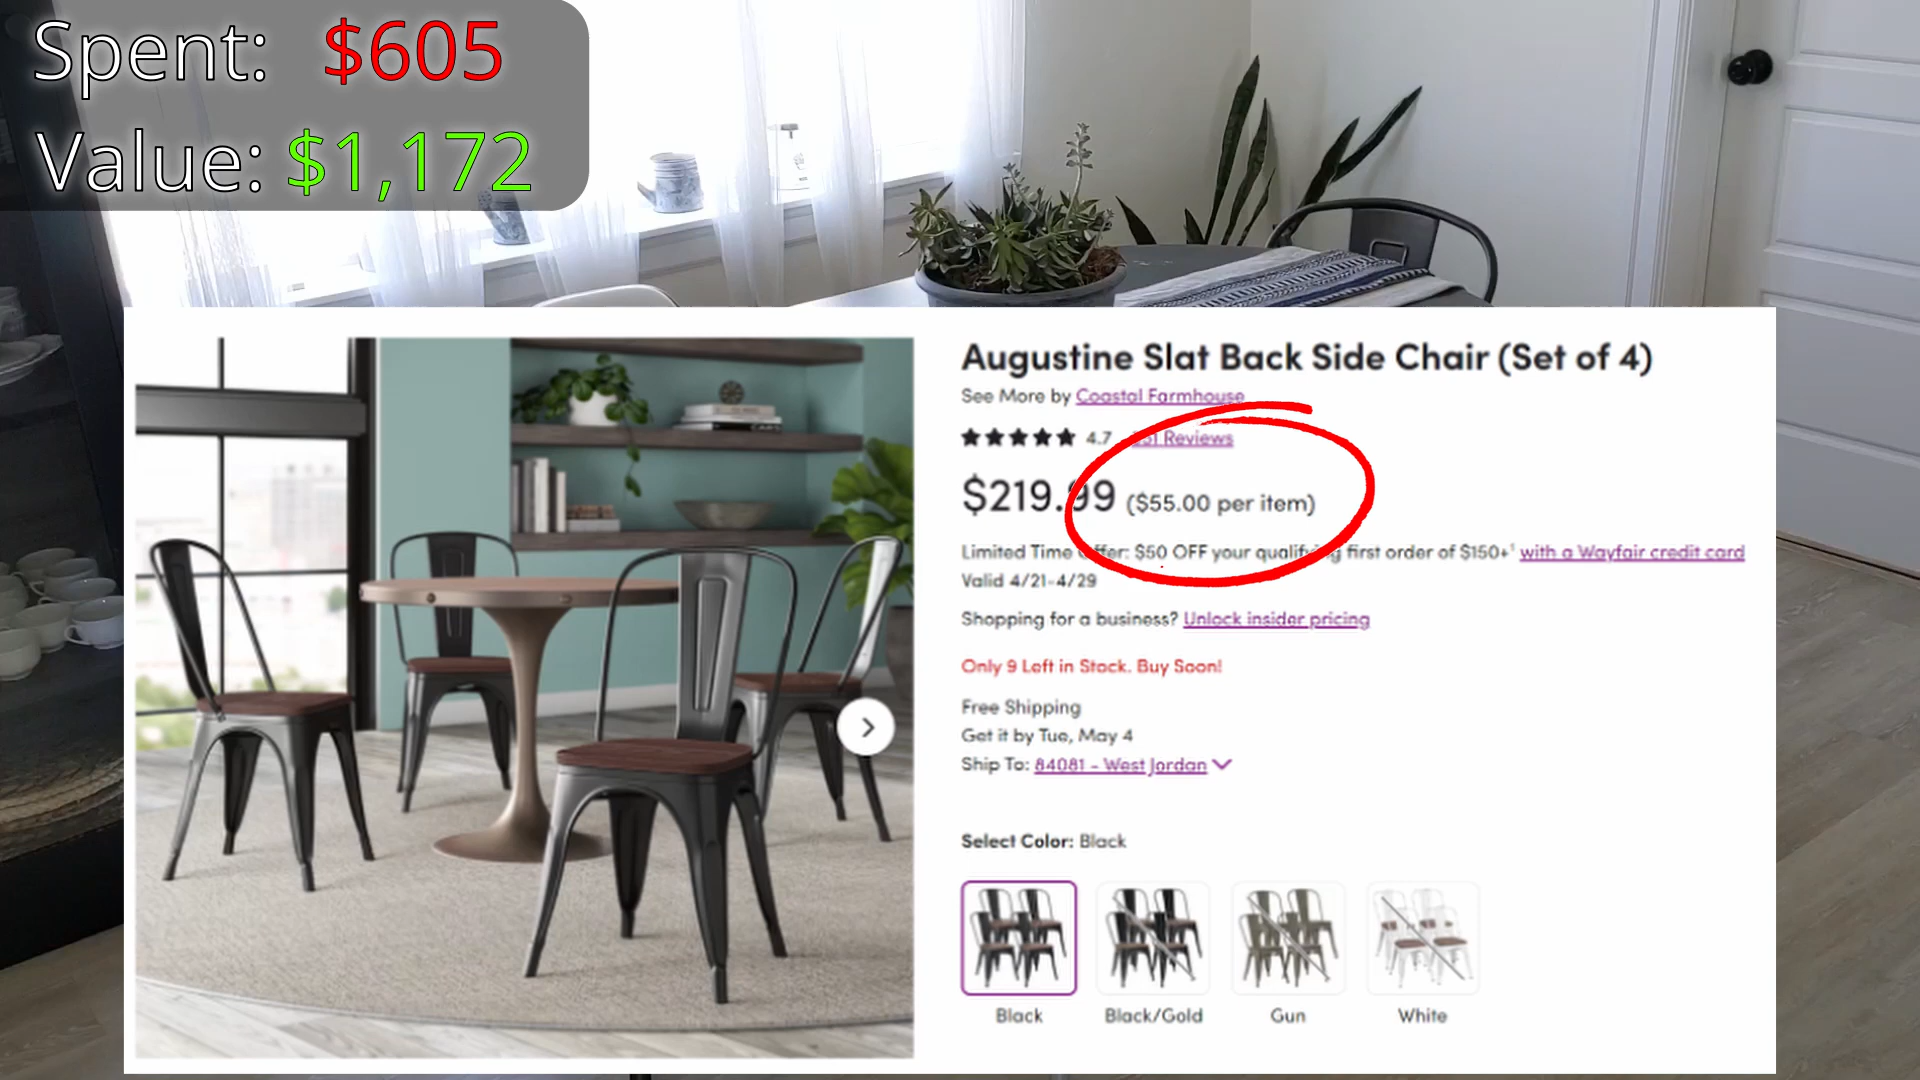 Spent: $605
Value: $1,172
Augustine Slat Back Side Chair (Set of 4)
See More by Coastal Farmhouse
4.7 Reviews
$219.99 ($55.00 per item)
Limited Time Offer: $50 OFF your qualifying first order of $150+¹ with a Wayfair credit card
Valid 4/21-4/29
Shopping for a business? Unlock insider pricing
Only 9 Left in Stock. Buy Soon!
Free Shipping
Get it by Tue, May 4
Ship To: 84081 - West Jordan
Select Color: Black
Black
Black/Gold
Gun
White